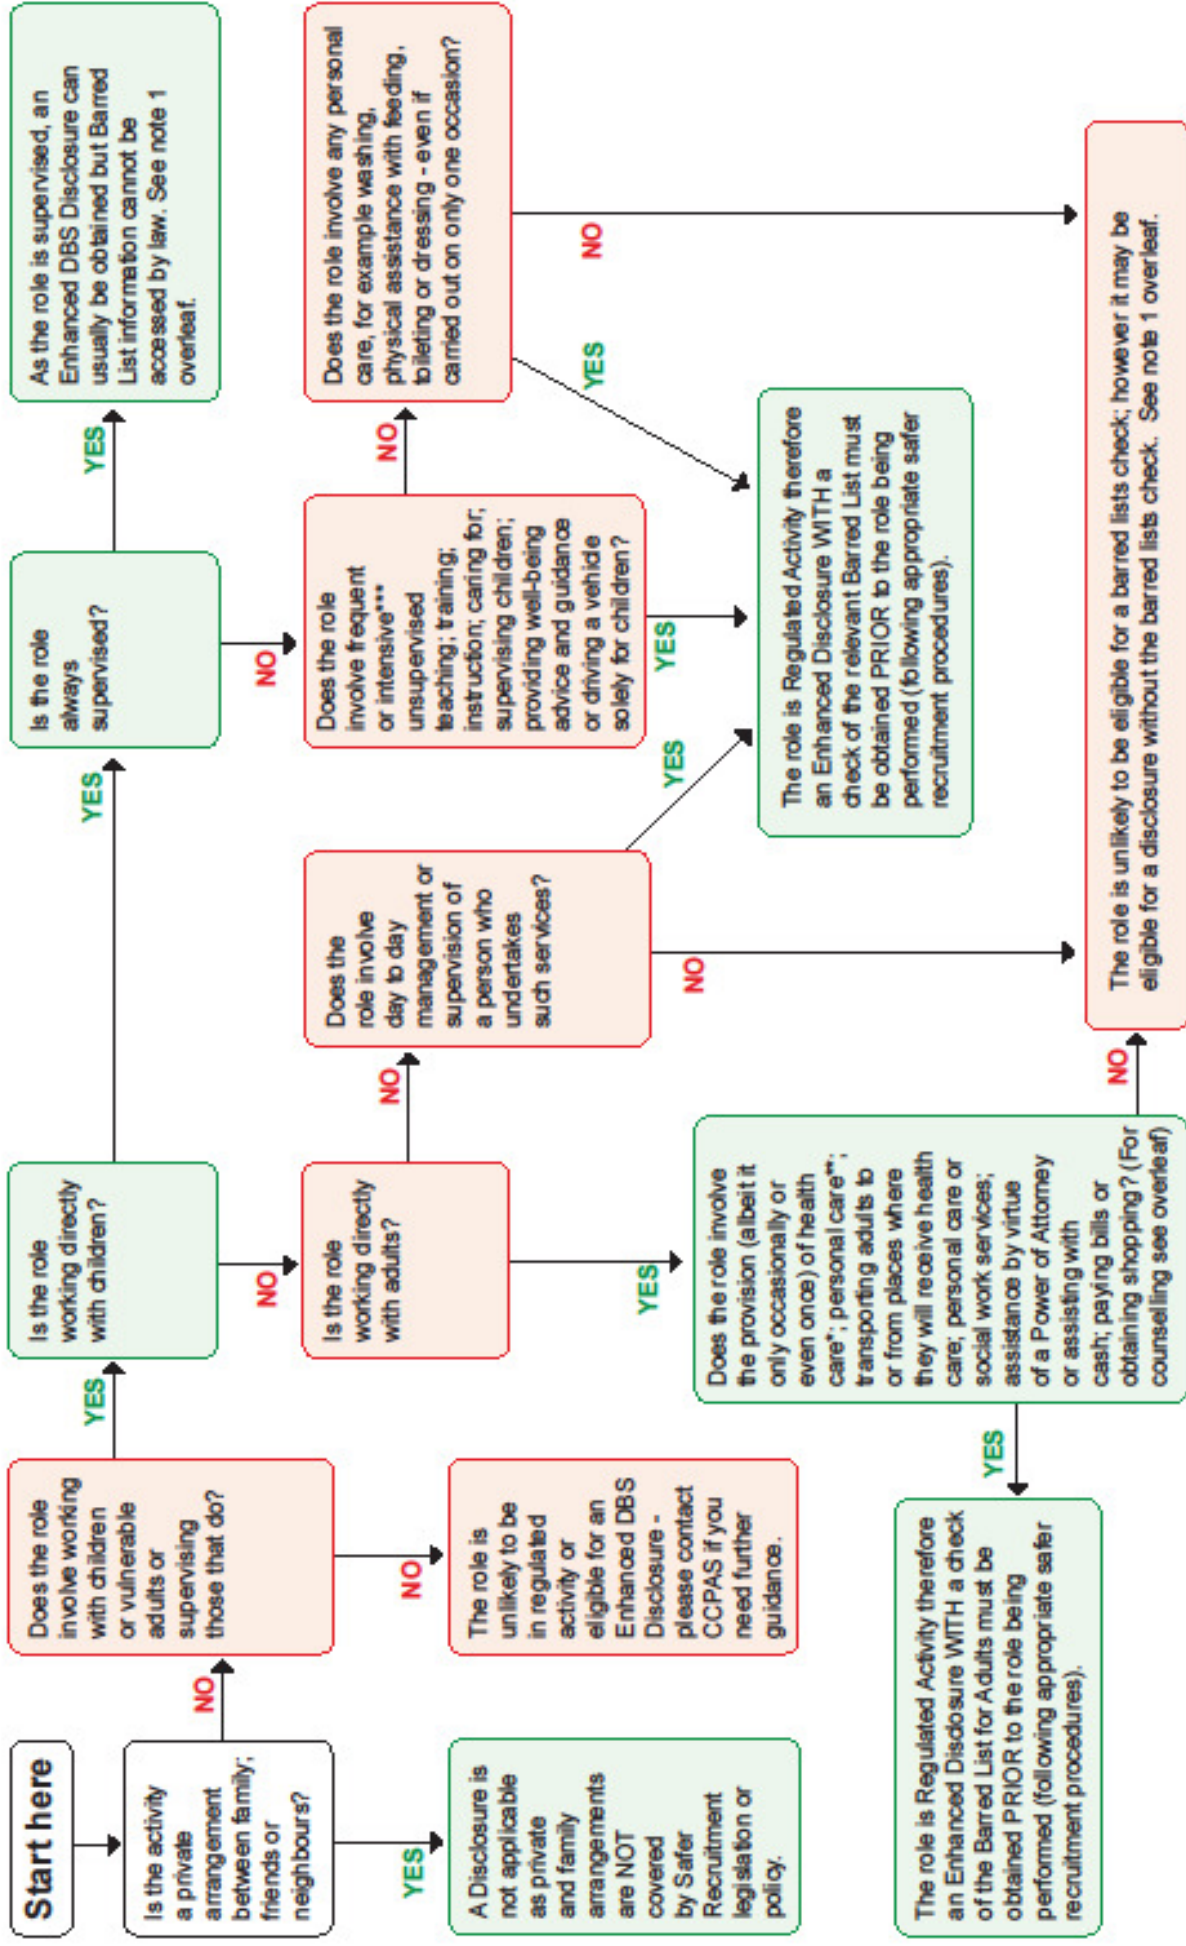 Start here
Is the activity
a private
arrangement
between family;
friends or
neighbours?
YES
A Disclosure is
not applicable
as private
and family
arrangements
are NOT
covered
by Safer
Recruitment
legislation or
policy.
NO
Does the role
involve working
with children
or vulnerable
adults or
supervising
those that do?
NO
The role is
unlikely to be
in regulated
activity or
eligible for an
Enhanced DBS
Disclosure -
please contact
CCPAS if you
need further
guidance.
YES
Is the role
working directly
with children?
YES
Is the role
always
supervised?
YES
As the role is supervised, an
Enhanced DBS Disclosure can
usually be obtained but Barred
List information cannot be
accessed by law. See note 1
overleaf.
NO
Is the role
working directly
with adults?
NO
Does the
role involve
day to day
management or
supervision of
a person who
undertakes
such services?
NO
Does the role
involve frequent
or intensive***
unsupervised
teaching; training;
instruction; caring for;
supervising children;
providing well-being
advice and guidance
or driving a vehicle
solely for children?
NO
Does the role involve any personal
care, for example washing,
physical assistance with feeding,
toileting or dressing - even if
carried out on only one occasion?
YES
YES
YES
YES
NO
NO
Does the role involve
the provision (albeit it
only occasionally or
even once) of health
care*; personal care**;
transporting adults to
or from places where
they will receive health
care; personal care or
social work services;
assistance by virtue
of a Power of Attorney
or assisting with
cash; paying bills or
obtaining shopping? (For
counselling see overleaf)
The role is Regulated Activity therefore
an Enhanced Disclosure WITH a
check of the relevant Barred List must
be obtained PRIOR to the role being
performed (following appropriate safer
recruitment procedures).
YES
The role is Regulated Activity therefore
an Enhanced Disclosure WITH a check
of the Barred List for Adults must be
obtained PRIOR to the role being
performed (following appropriate safer
recruitment procedures).
NO
The role is unlikely to be eligible for a barred lists check; however it may be
eligible for a disclosure without the barred lists check. See note 1 overleaf.